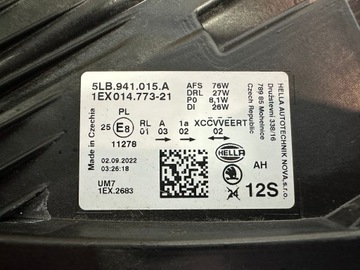 5LB.941.015.A
1EX014.773-21
AFS 76W
DRL 27W
P0 8,1W
DI 26W
Made in Czechia
PL
25 E8
RL A 1a XCCVVEERT
01 03 02 02
11278
02.09.2022
03:26:18
UM7
1EX.2683
HELLA
AH
24 12S
HELLA AUTOTECHNIK NOVA,s.r.o.
Družstevní 338/16
789 85 Mohelnice
Czech Republic